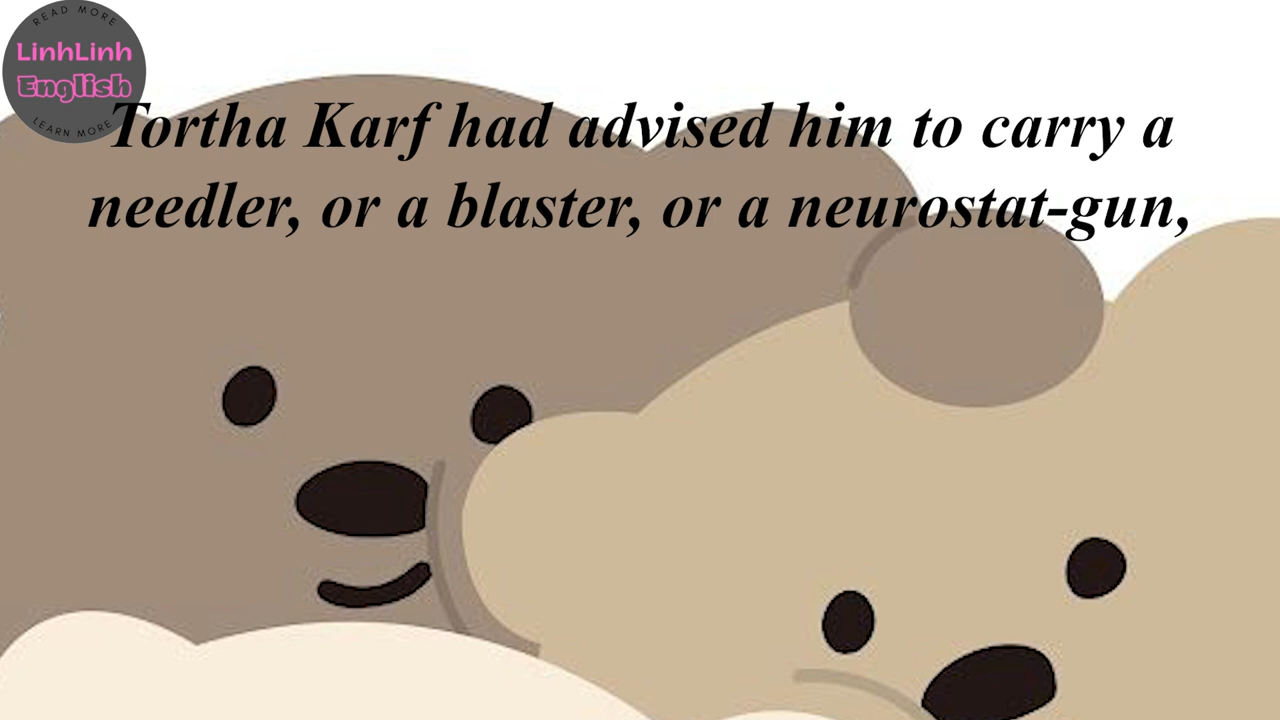 READ MORE
LinhLinh
English
LEARN MORE
Tortha Karf had advised him to carry a
needler, or a blaster, or a neurostat-gun,